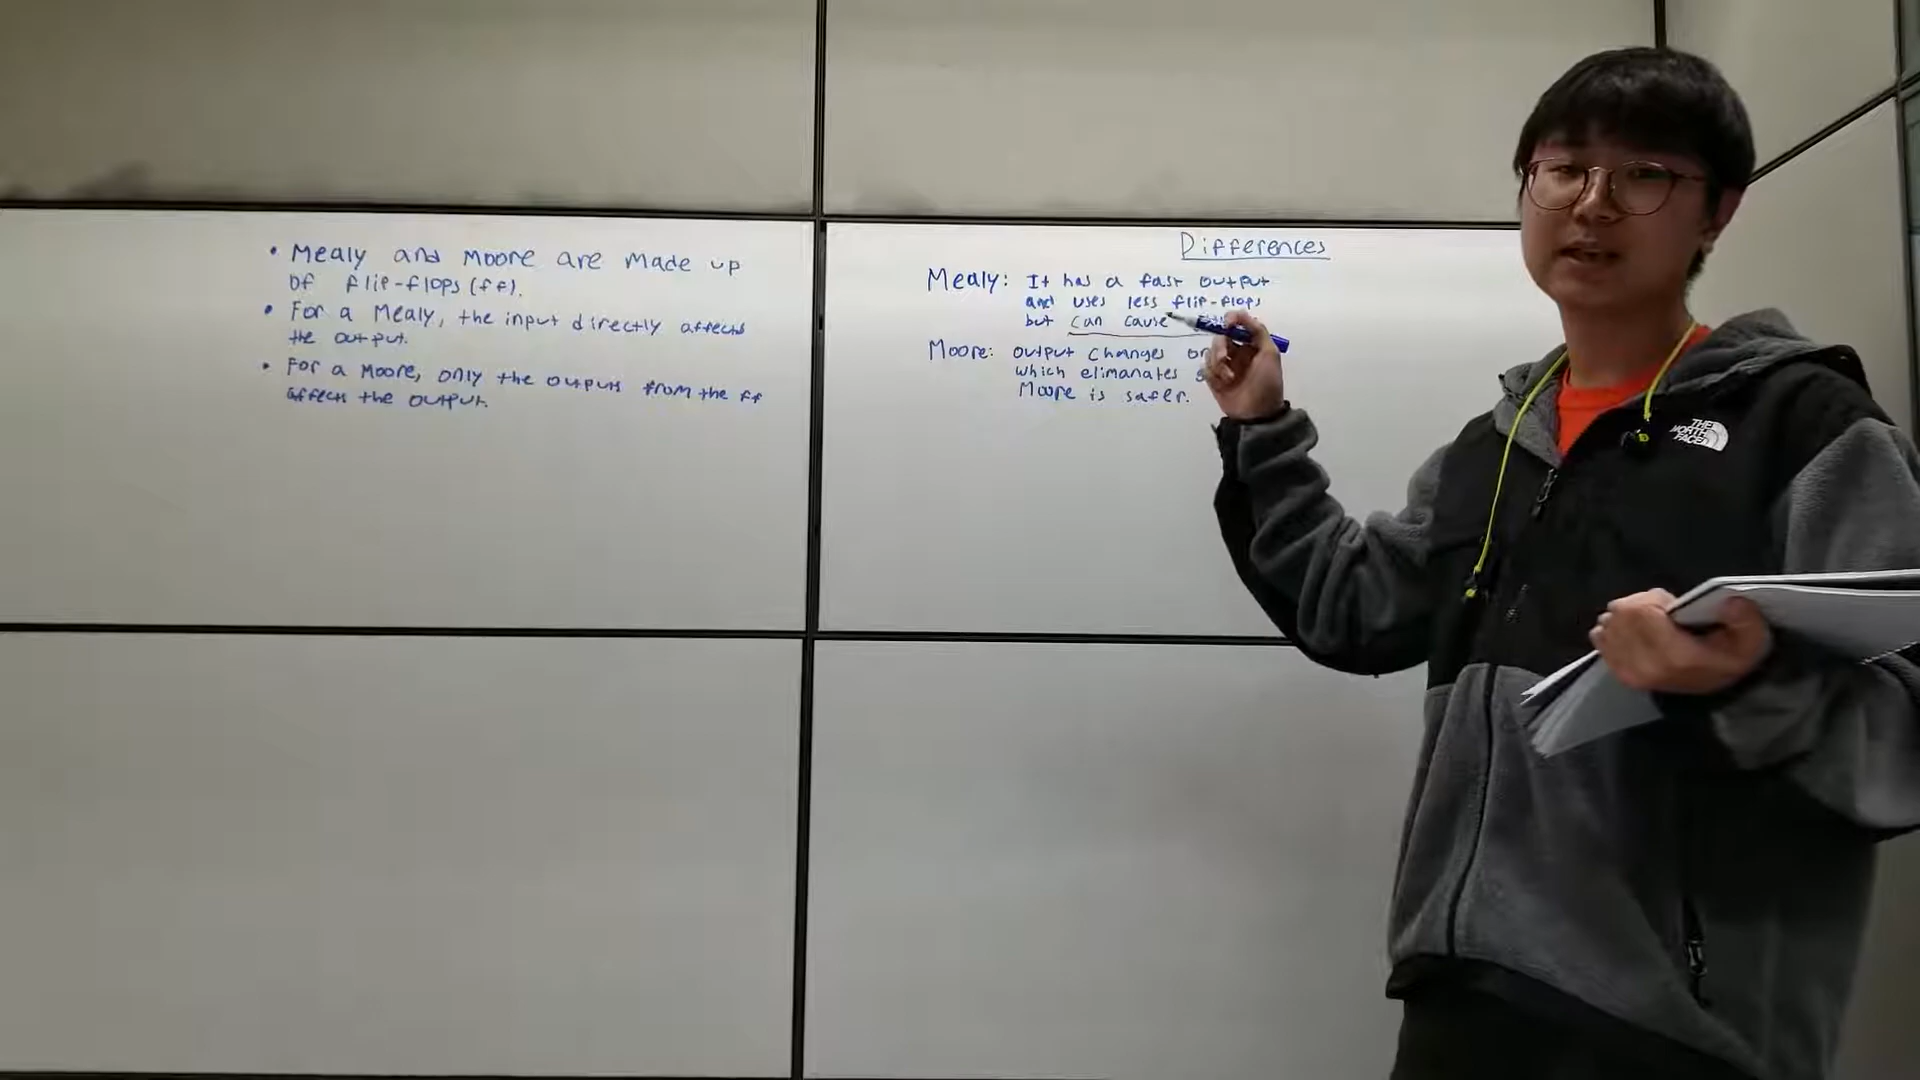 • Mealy and Moore are made up
of flip-flops (ff).
• For a Mealy, the input directly affects
the output.
• For a Moore, only the outputs from the ff
affects the output.
Differences
Mealy: It has a fast output
and uses less flip-flops
but can cause
Moore: output changes
which elimanates
Moore is safer.
THE
NORTH
FACE